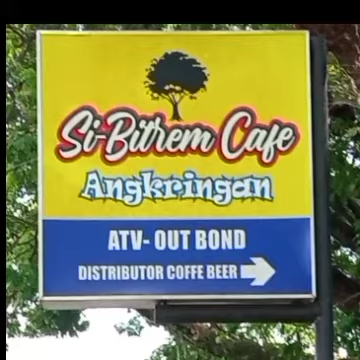 Si-Bitrem Cafe
Angkringan
ATV- OUT BOND
DISTRIBUTOR COFFE BEER